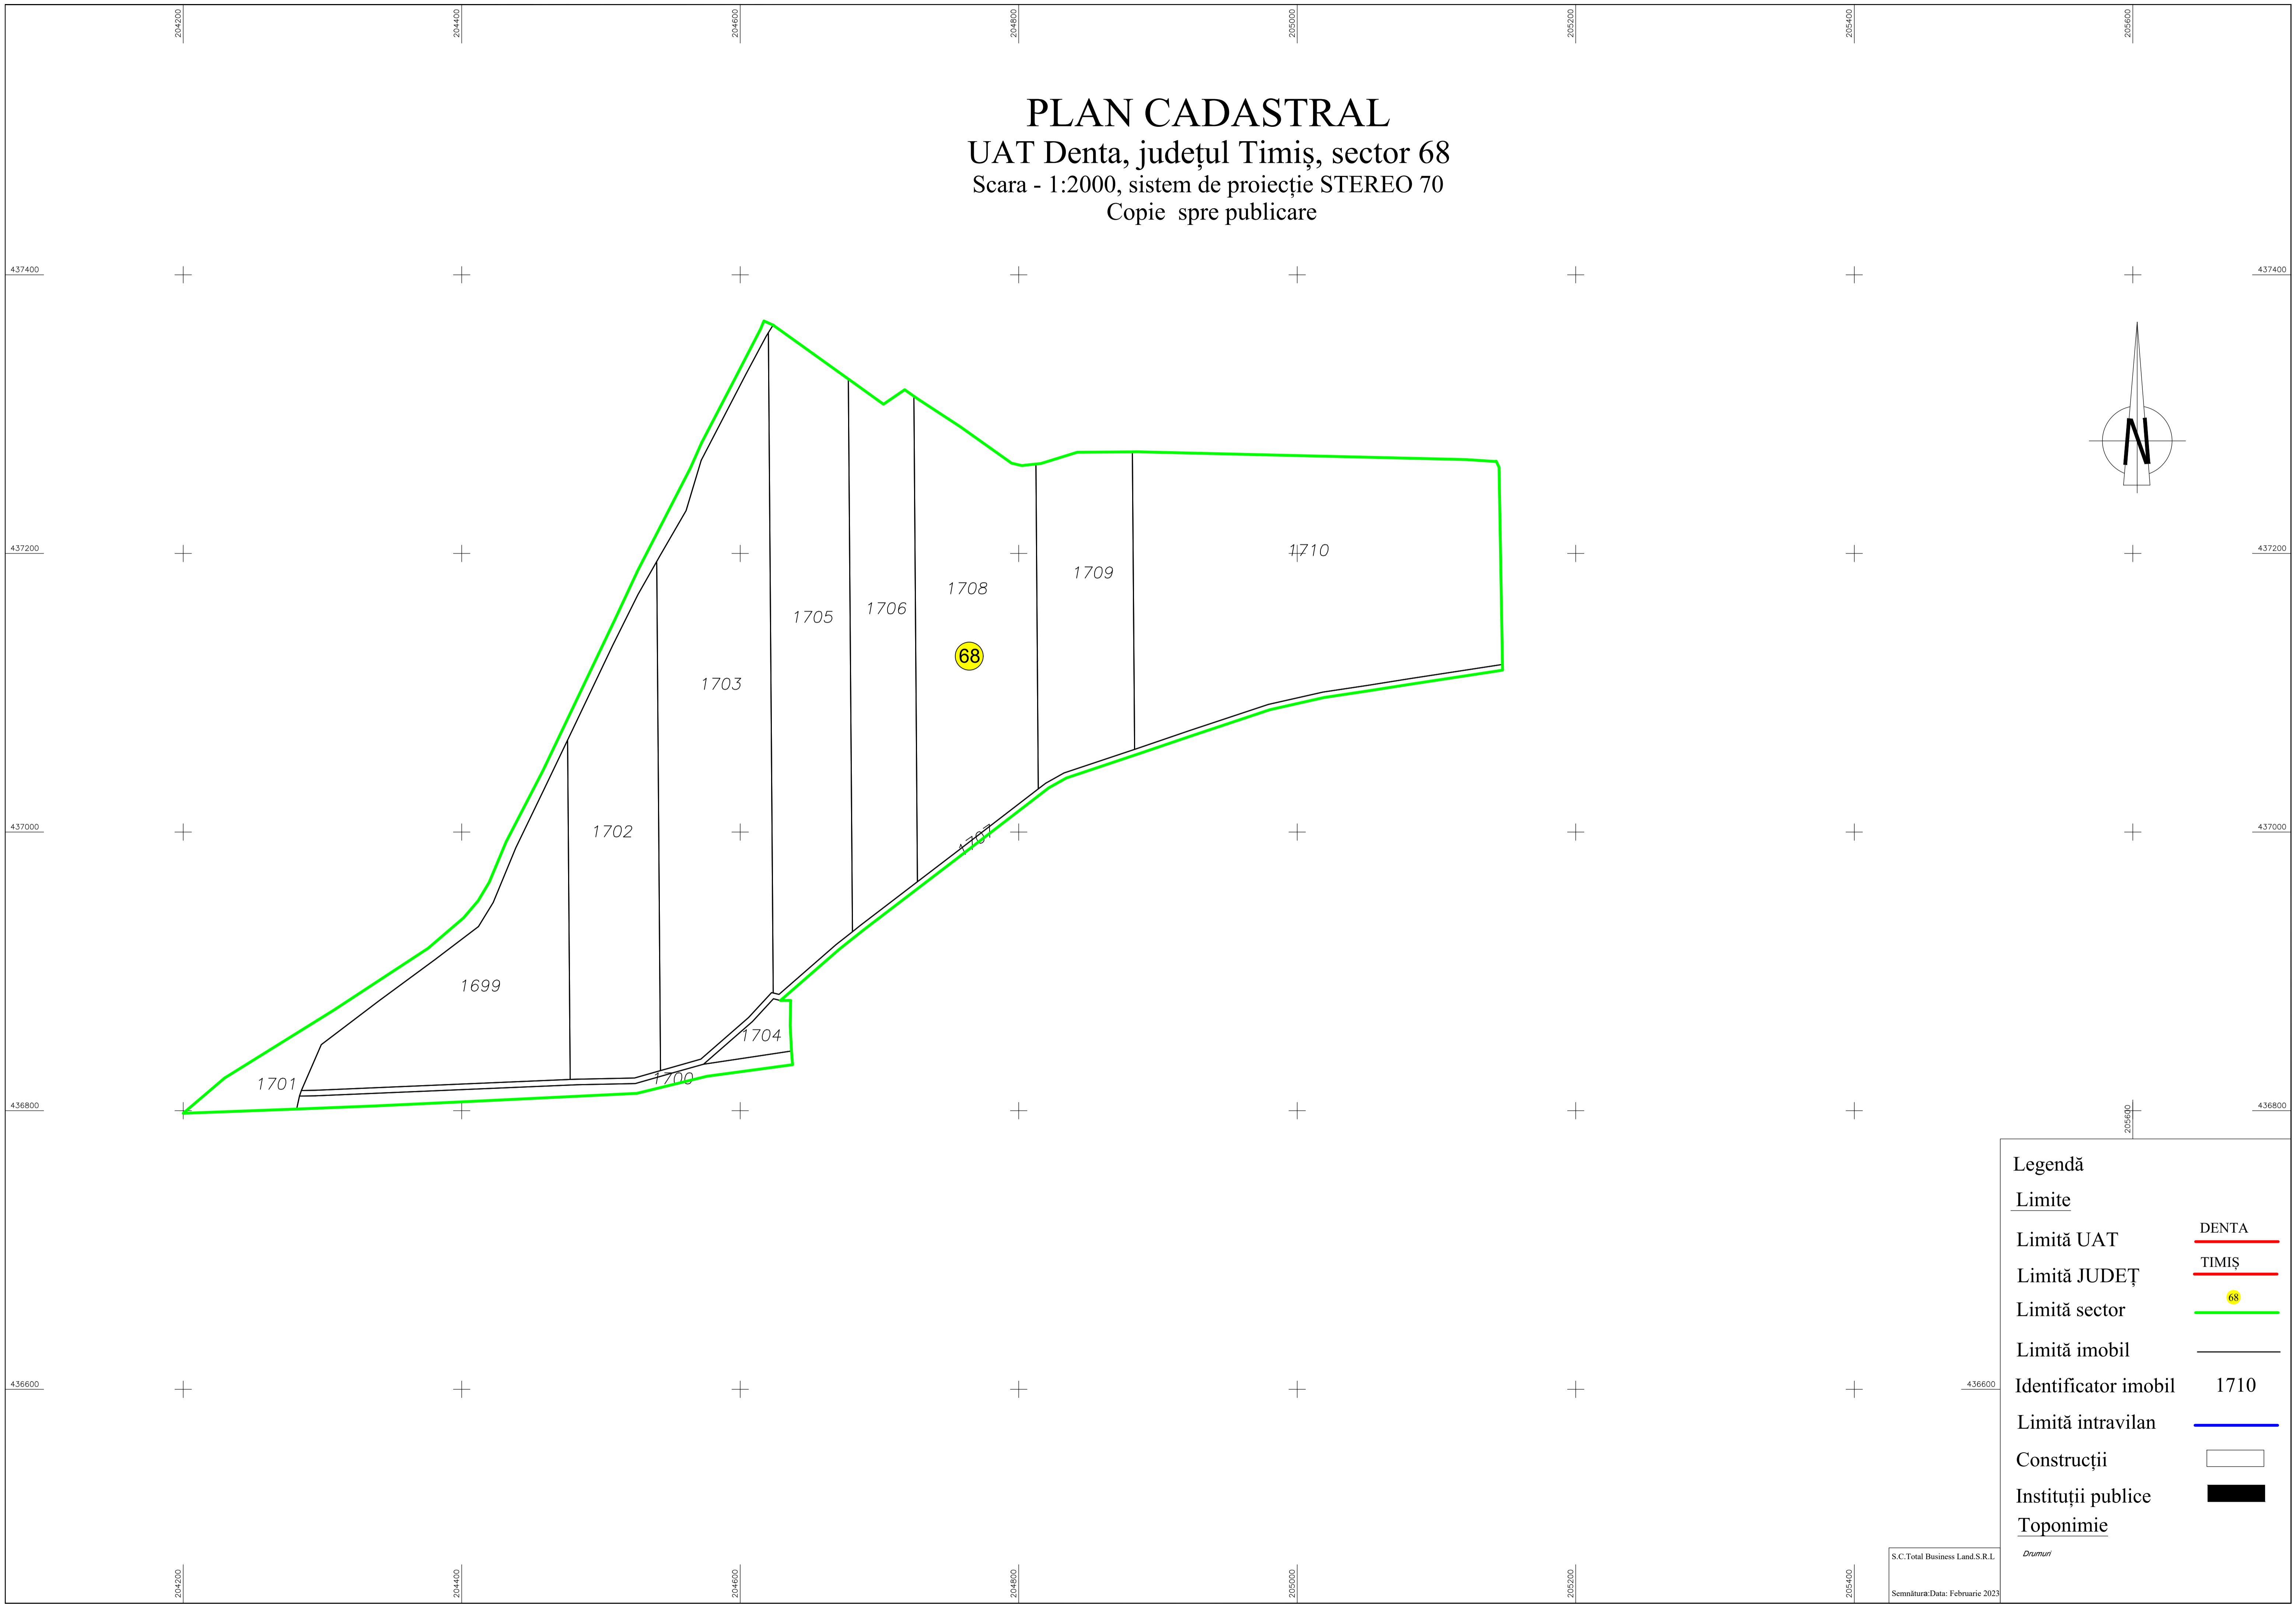 204200
204400
204600
204800
205000
205200
205400
205600
PLAN CADASTRAL
UAT Denta, județul Timiș, sector 68
Scara - 1:2000, sistem de proiecție STEREO 70
Copie spre publicare
437400
437400
N
437200
437200
1710
1709
1708
1706
1705
68
1703
437000
437000
1702
1707
1699
1704
1701
1700
436800
436800
205600
Legendă
Limite
Limită UAT DENTA
Limită JUDEȚ TIMIȘ
Limită sector 68
Limită imobil
436600
436600
Identificator imobil 1710
Limită intravilan
Construcții
Instituții publice
Toponimie
Drumuri
S.C.Total Business Land.S.R.L
Semnătura:Data: Februarie 2023
204200
204400
204600
204800
205000
205200
205400